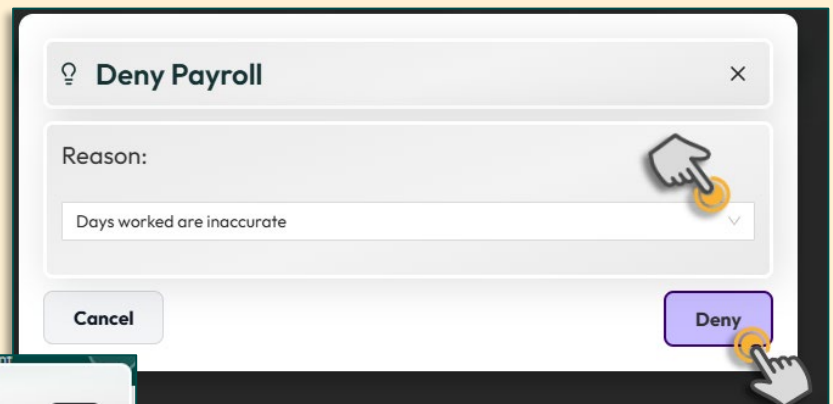 Deny Payroll
Reason:
Days worked are inaccurate
Cancel
Deny